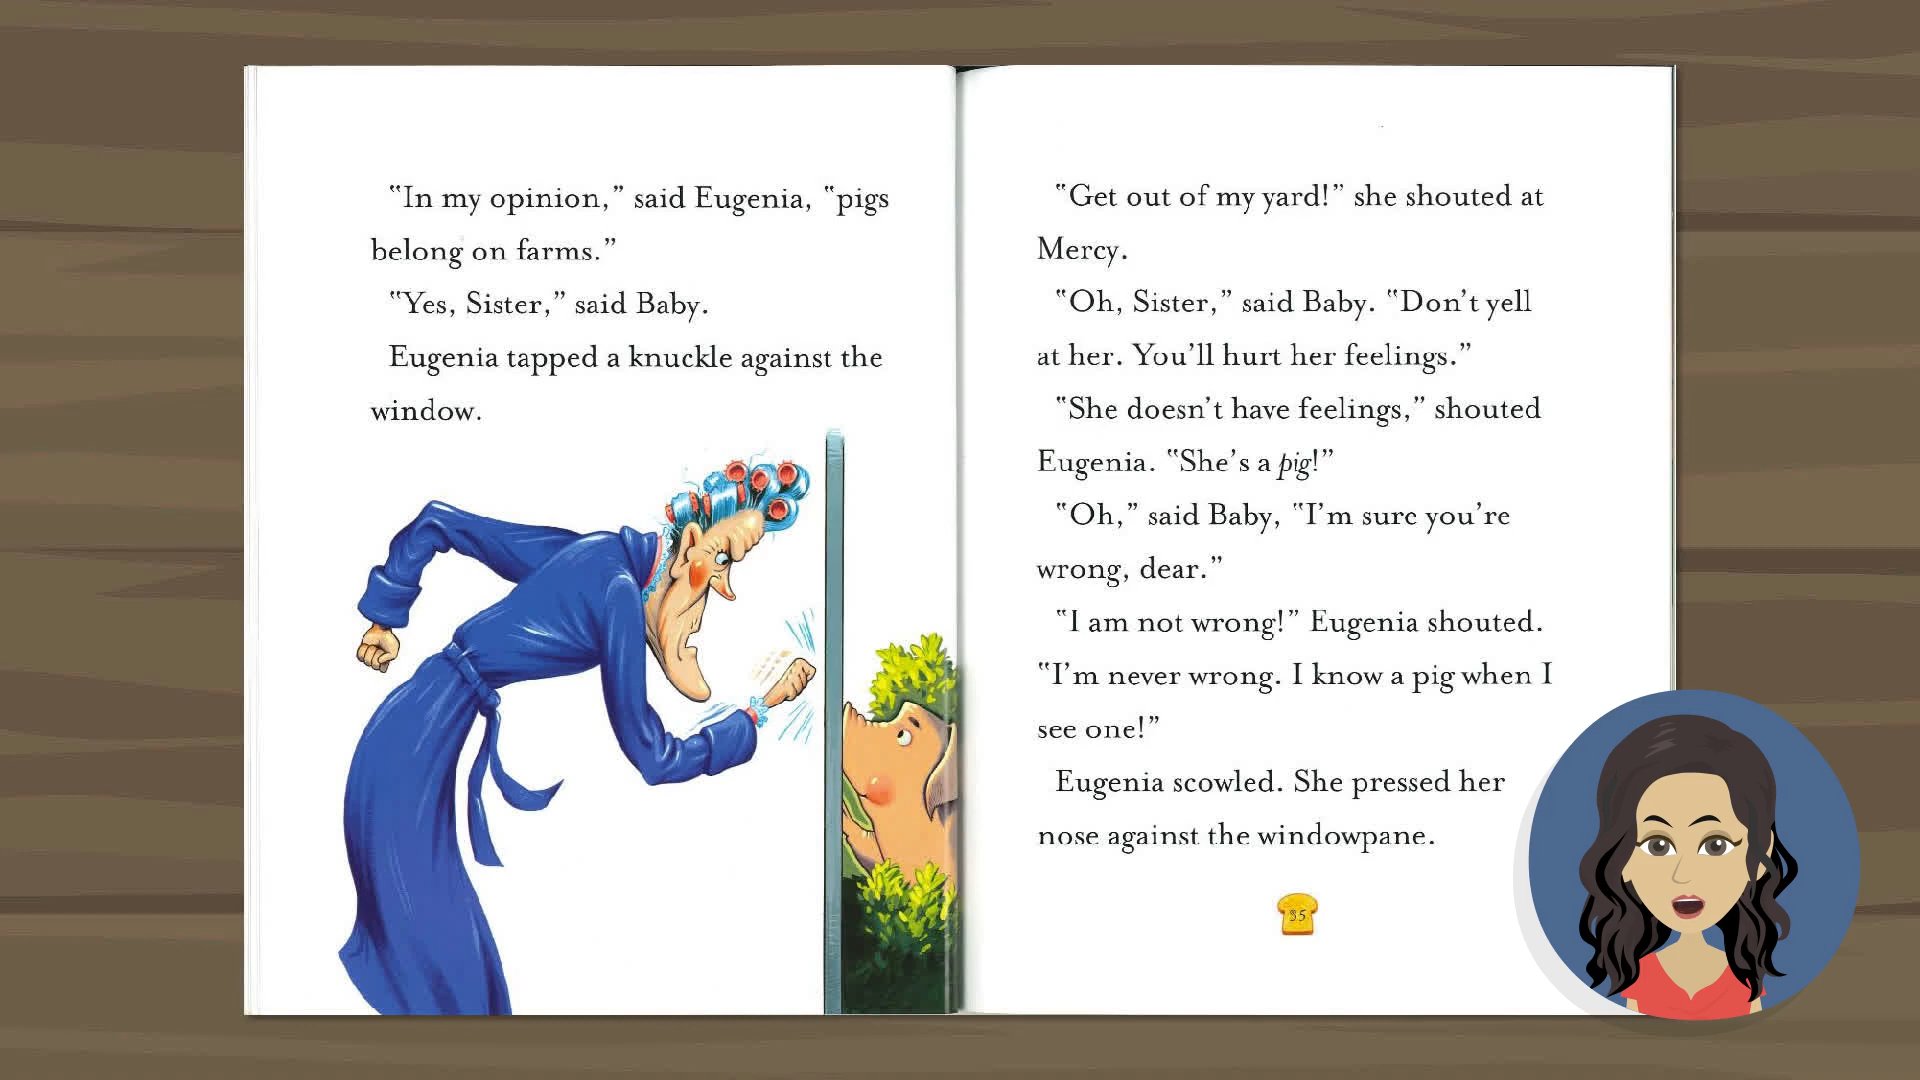 “In my opinion,” said Eugenia, “pigs
belong on farms.”
“Yes, Sister,” said Baby.
Eugenia tapped a knuckle against the
window.
“Get out of my yard!” she shouted at
Mercy.
“Oh, Sister,” said Baby. “Don’t yell
at her. You’ll hurt her feelings.”
“She doesn’t have feelings,” shouted
Eugenia. “She’s a pig!”
“Oh,” said Baby, “I’m sure you’re
wrong, dear.”
“I am not wrong!” Eugenia shouted.
“I’m never wrong. I know a pig when I
see one!”
Eugenia scowled. She pressed her
nose against the windowpane.
35